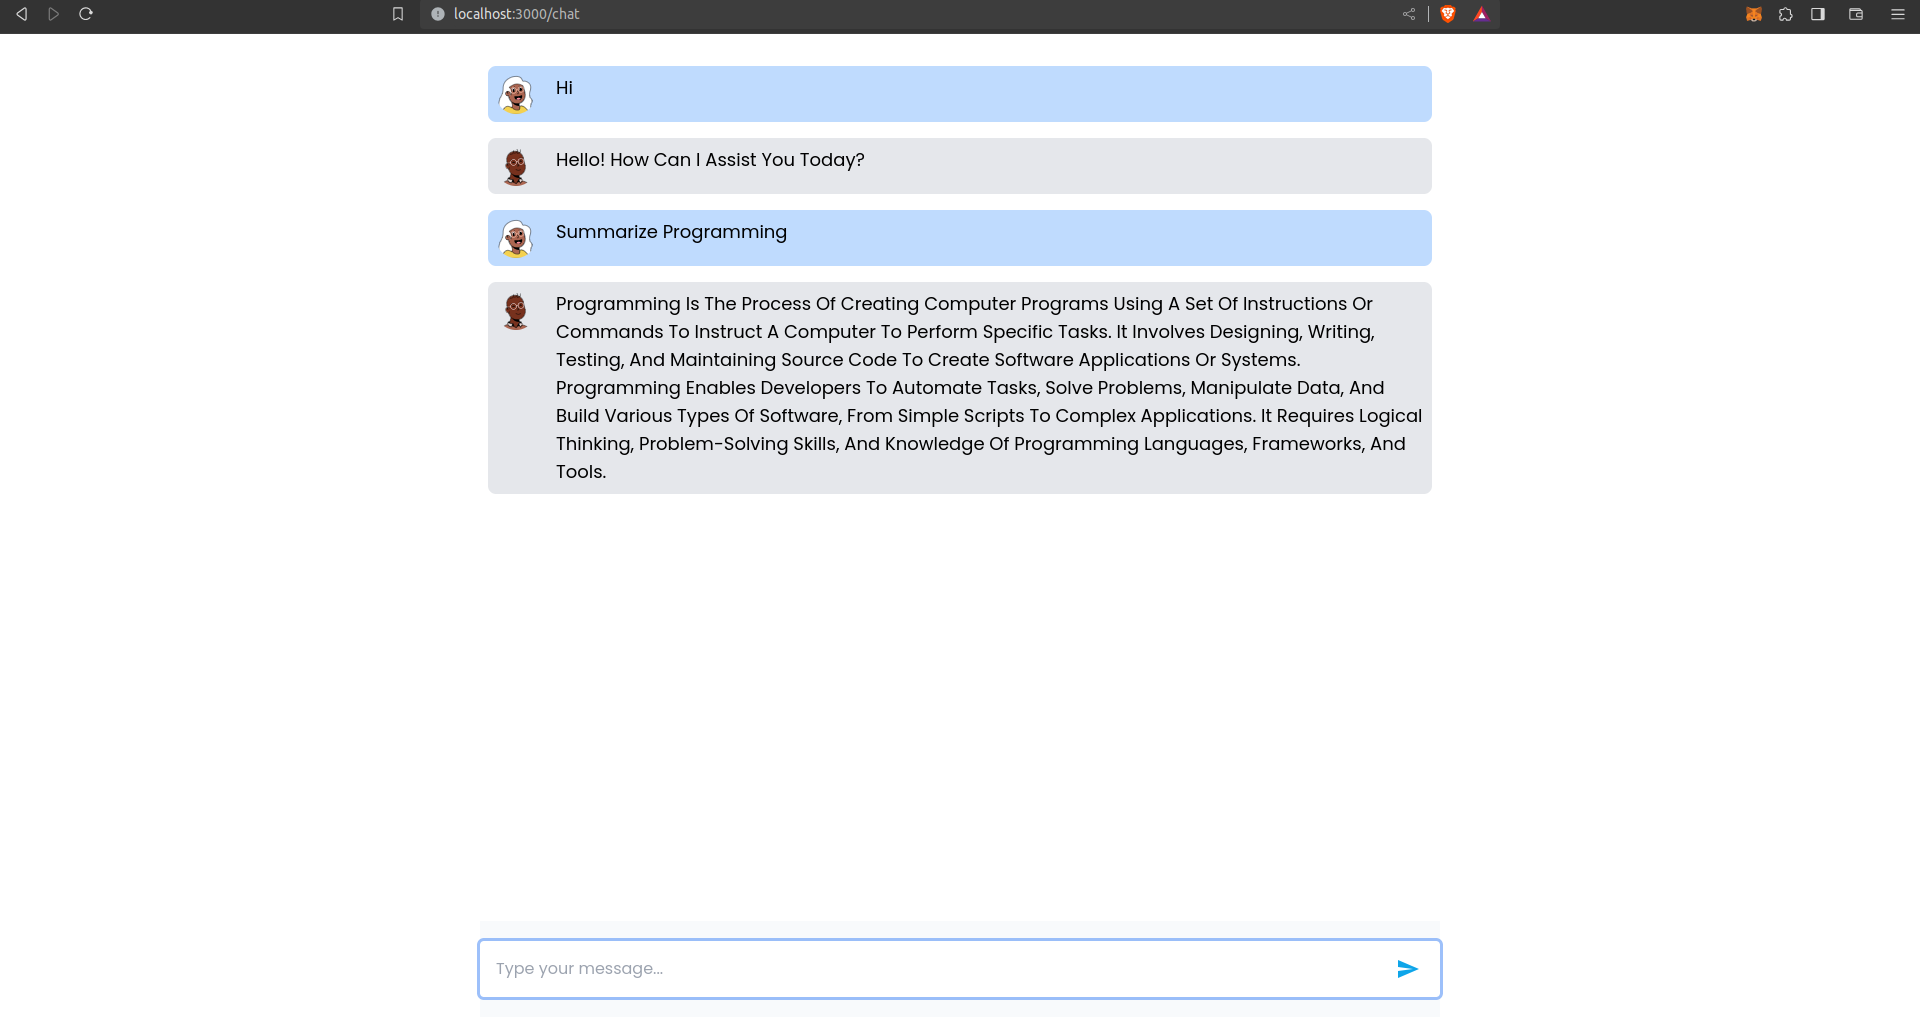 localhost:3000/chat
Hi
Hello! How Can I Assist You Today?
Summarize Programming
Programming Is The Process Of Creating Computer Programs Using A Set Of Instructions Or
Commands To Instruct A Computer To Perform Specific Tasks. It Involves Designing, Writing,
Testing, And Maintaining Source Code To Create Software Applications Or Systems.
Programming Enables Developers To Automate Tasks, Solve Problems, Manipulate Data, And
Build Various Types Of Software, From Simple Scripts To Complex Applications. It Requires Logical
Thinking, Problem-Solving Skills, And Knowledge Of Programming Languages, Frameworks, And
Tools.
Type your message...